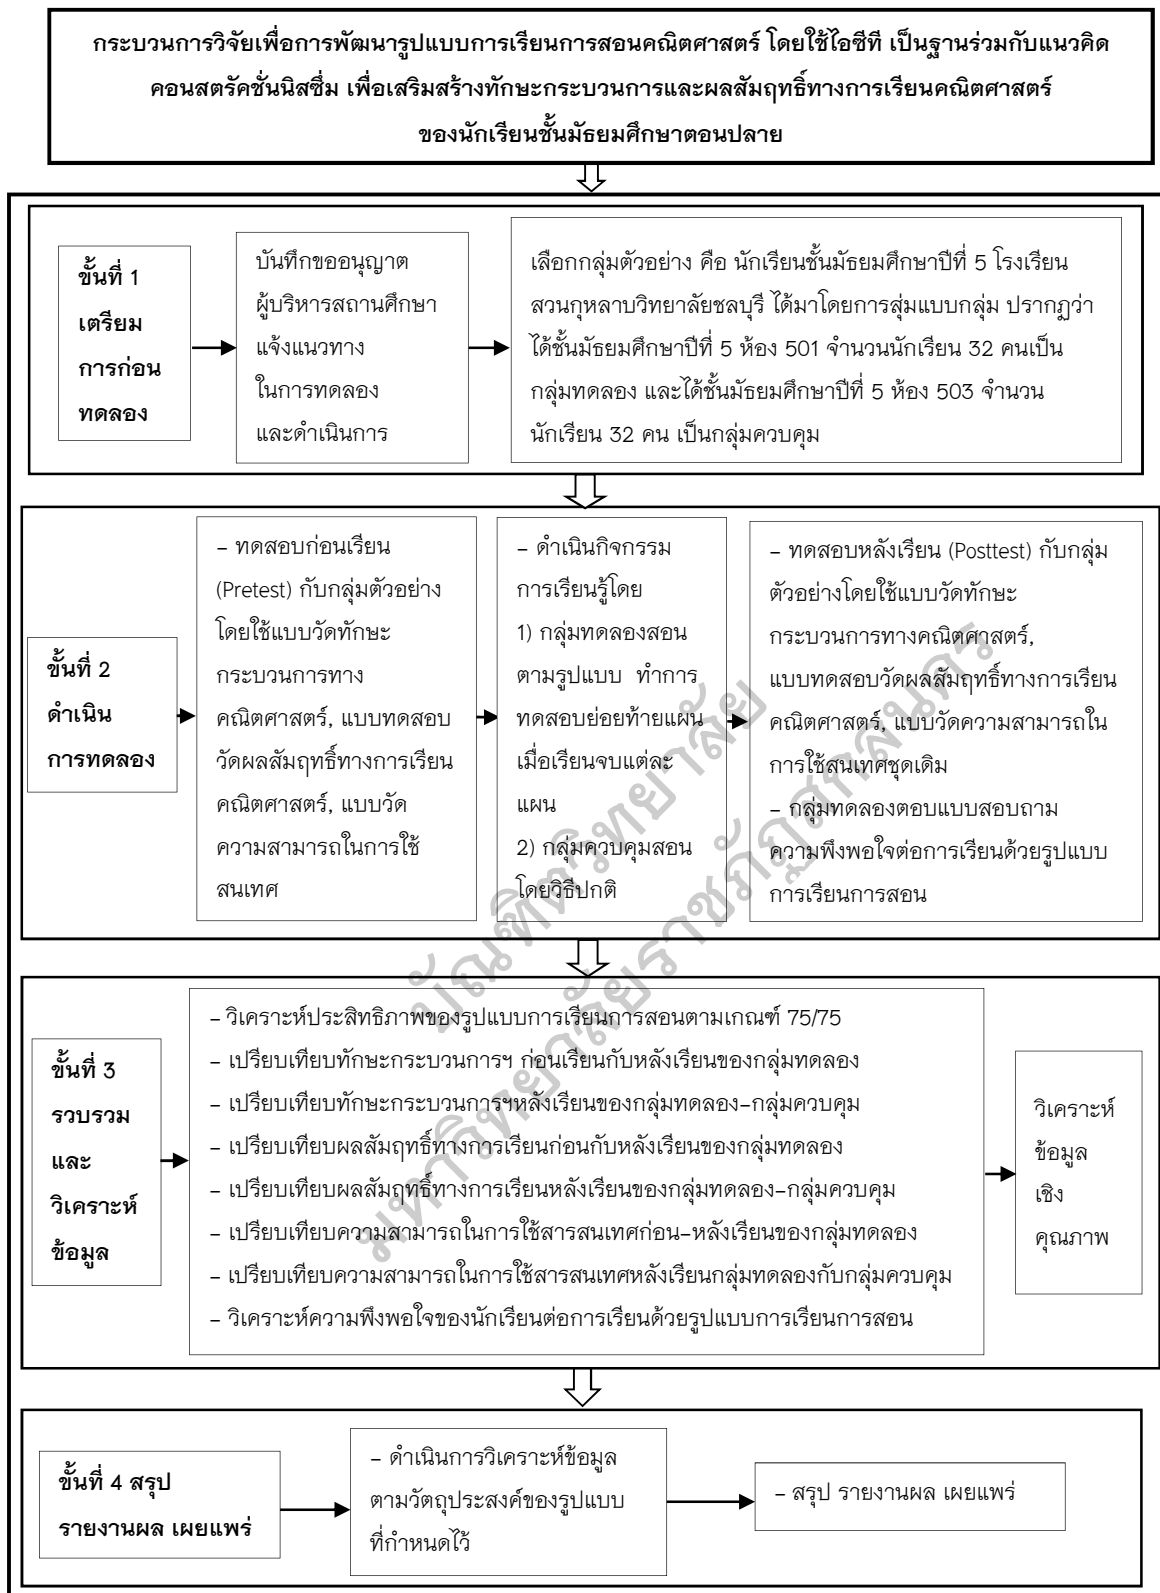 กระบวนการวิจัยเพื่อการพัฒนารูปแบบการเรียนการสอนคณิตศาสตร์ โดยใช้ไอซีที เป็นฐานร่วมกับแนวคิด
คอนสตรัคชั่นนิสซึ่ม เพื่อเสริมสร้างทักษะกระบวนการและผลสัมฤทธิ์ทางการเรียนคณิตศาสตร์
ของนักเรียนชั้นมัธยมศึกษาตอนปลาย
ขั้นที่ 1
เตรียม
การก่อน
ทดลอง
บันทึกขออนุญาต
ผู้บริหารสถานศึกษา
แจ้งแนวทาง
ในการทดลอง
และดำเนินการ
เลือกกลุ่มตัวอย่าง คือ นักเรียนชั้นมัธยมศึกษาปีที่ 5 โรงเรียน
สวนกุหลาบวิทยาลัยชลบุรี ได้มาโดยการสุ่มแบบกลุ่ม ปรากฏว่า
ได้ชั้นมัธยมศึกษาปีที่ 5 ห้อง 501 จำนวนนักเรียน 32 คนเป็น
กลุ่มทดลอง และได้ชั้นมัธยมศึกษาปีที่ 5 ห้อง 503 จำนวน
นักเรียน 32 คน เป็นกลุ่มควบคุม
ขั้นที่ 2
ดำเนิน
การทดลอง
– ทดสอบก่อนเรียน
(Pretest) กับกลุ่มตัวอย่าง
โดยใช้แบบวัดทักษะ
กระบวนการทาง
คณิตศาสตร์, แบบทดสอบ
วัดผลสัมฤทธิ์ทางการเรียน
คณิตศาสตร์, แบบวัด
ความสามารถในการใช้
สนเทศ
– ดำเนินกิจกรรม
การเรียนรู้โดย
1) กลุ่มทดลองสอน
ตามรูปแบบ ทำการ
ทดสอบย่อยท้ายแผน
เมื่อเรียนจบแต่ละ
แผน
2) กลุ่มควบคุมสอน
โดยวิธีปกติ
– ทดสอบหลังเรียน (Posttest) กับกลุ่ม
ตัวอย่างโดยใช้แบบวัดทักษะ
กระบวนการทางคณิตศาสตร์,
แบบทดสอบวัดผลสัมฤทธิ์ทางการเรียน
คณิตศาสตร์, แบบวัดความสามารถใน
การใช้สนเทศชุดเดิม
– กลุ่มทดลองตอบแบบสอบถาม
ความพึงพอใจต่อการเรียนด้วยรูปแบบ
การเรียนการสอน
ขั้นที่ 3
รวบรวม
และ
วิเคราะห์
ข้อมูล
– วิเคราะห์ประสิทธิภาพของรูปแบบการเรียนการสอนตามเกณฑ์ 75/75
– เปรียบเทียบทักษะกระบวนการฯ ก่อนเรียนกับหลังเรียนของกลุ่มทดลอง
– เปรียบเทียบทักษะกระบวนการฯหลังเรียนของกลุ่มทดลอง–กลุ่มควบคุม
– เปรียบเทียบผลสัมฤทธิ์ทางการเรียนก่อนกับหลังเรียนของกลุ่มทดลอง
– เปรียบเทียบผลสัมฤทธิ์ทางการเรียนหลังเรียนของกลุ่มทดลอง–กลุ่มควบคุม
– เปรียบเทียบความสามารถในการใช้สารสนเทศก่อน–หลังเรียนของกลุ่มทดลอง
– เปรียบเทียบความสามารถในการใช้สารสนเทศหลังเรียนกลุ่มทดลองกับกลุ่มควบคุม
– วิเคราะห์ความพึงพอใจของนักเรียนต่อการเรียนด้วยรูปแบบการเรียนการสอน
วิเคราะห์
ข้อมูล
เชิง
คุณภาพ
ขั้นที่ 4 สรุป
รายงานผล เผยแพร่
– ดำเนินการวิเคราะห์ข้อมูล
ตามวัตถุประสงค์ของรูปแบบ
ที่กำหนดไว้
– สรุป รายงานผล เผยแพร่
บัณฑิตวิทยาลัย
มหาวิทยาลัยราชภัฏสกลนคร